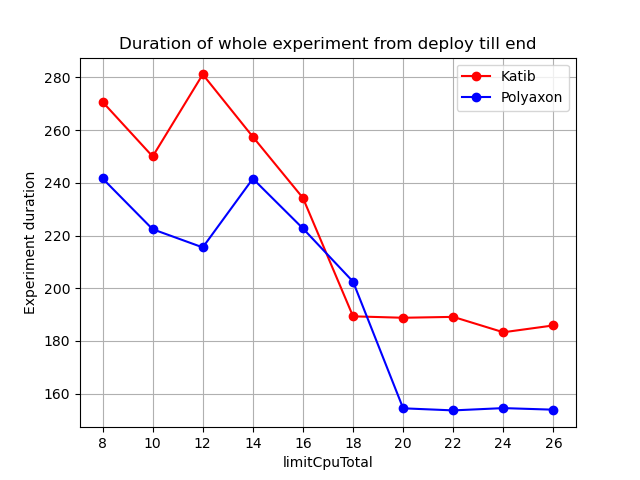 Duration of whole experiment from deploy till end
Katib
Polyaxon
Experiment duration
280
260
240
220
200
180
160
8 10 12 14 16 18 20 22 24 26
limitCpuTotal